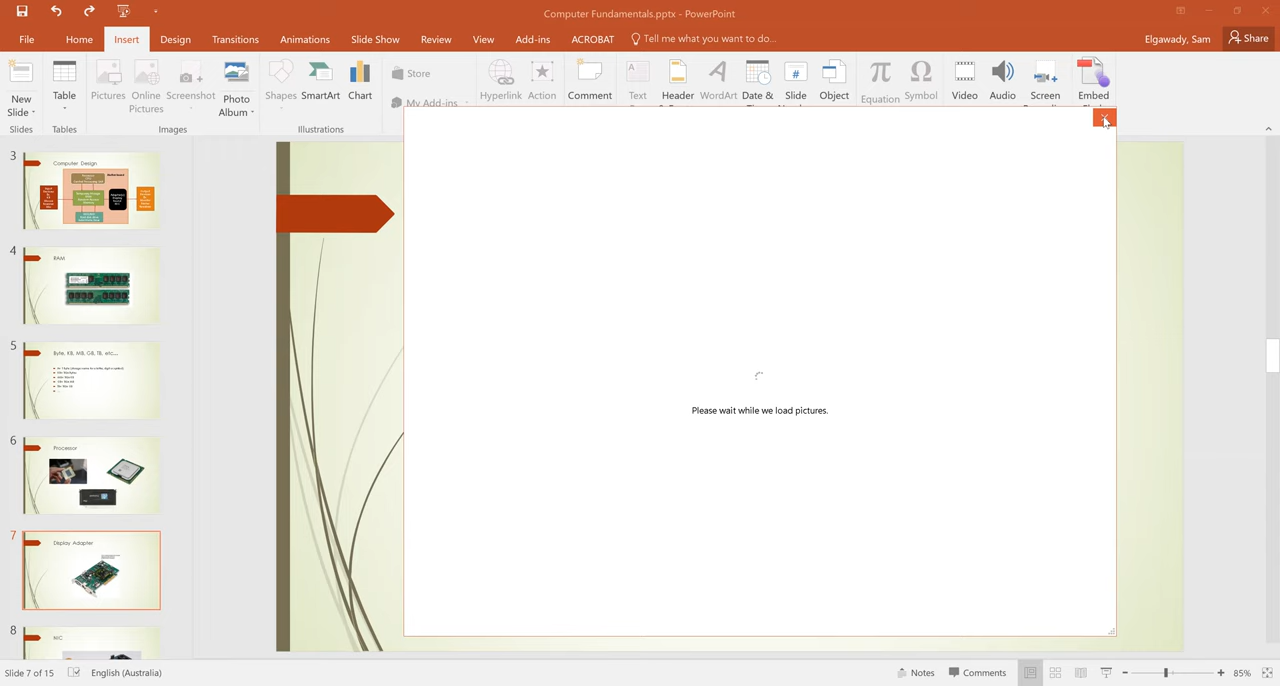 Computer Fundamentals.pptx - PowerPoint
File Home Insert Design Transitions Animations Slide Show Review View Add-ins ACROBAT Tell me what you want to do... Elgawady, Sam Share
New Slide
Table
Pictures
Online Pictures
Screenshot
Photo Album
Shapes
SmartArt
Chart
Store
My Add-ins
Hyperlink
Action
Comment
Text
Header
WordArt
Date &
Slide
Object
Equation
Symbol
Video
Audio
Screen
Embed
Slides Tables Images Illustrations
3
Computer Design
4
RAM
5
Byte, KB, MB, GB, TB, etc...
6
Processor
7
Display Adapter
8
NIC
Please wait while we load pictures.
Slide 7 of 15 English (Australia) Notes Comments 85%